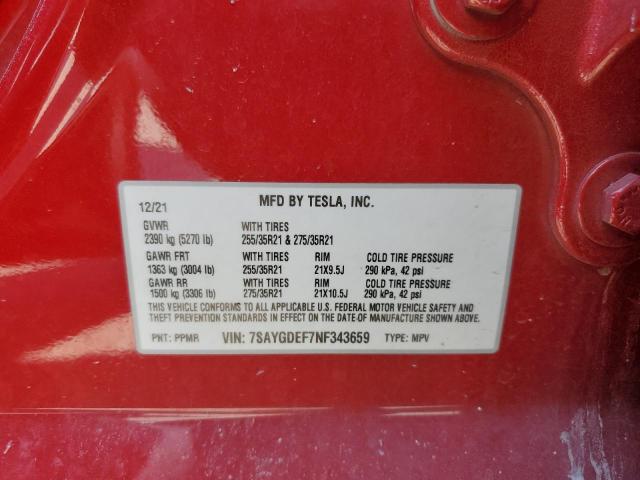 12/21 MFD BY TESLA, INC.
GVWR WITH TIRES
2390 kg (5270 lb) 255/35R21 & 275/35R21
GAWR FRT WITH TIRES RIM COLD TIRE PRESSURE
1363 kg (3004 lb) 255/35R21 21X9.5J 290 kPa, 42 psi
GAWR RR WITH TIRES RIM COLD TIRE PRESSURE
1500 kg (3306 lb) 275/35R21 21X10.5J 290 kPa, 42 psi
THIS VEHICLE CONFORMS TO ALL APPLICABLE U.S. FEDERAL MOTOR VEHICLE SAFETY AND
THEFT PREVENTION STANDARDS IN EFFECT ON THE DATE OF MANUFACTURE SHOWN ABOVE.
PNT: PPMR VIN: 7SAYGDEF7NF343659 TYPE: MPV